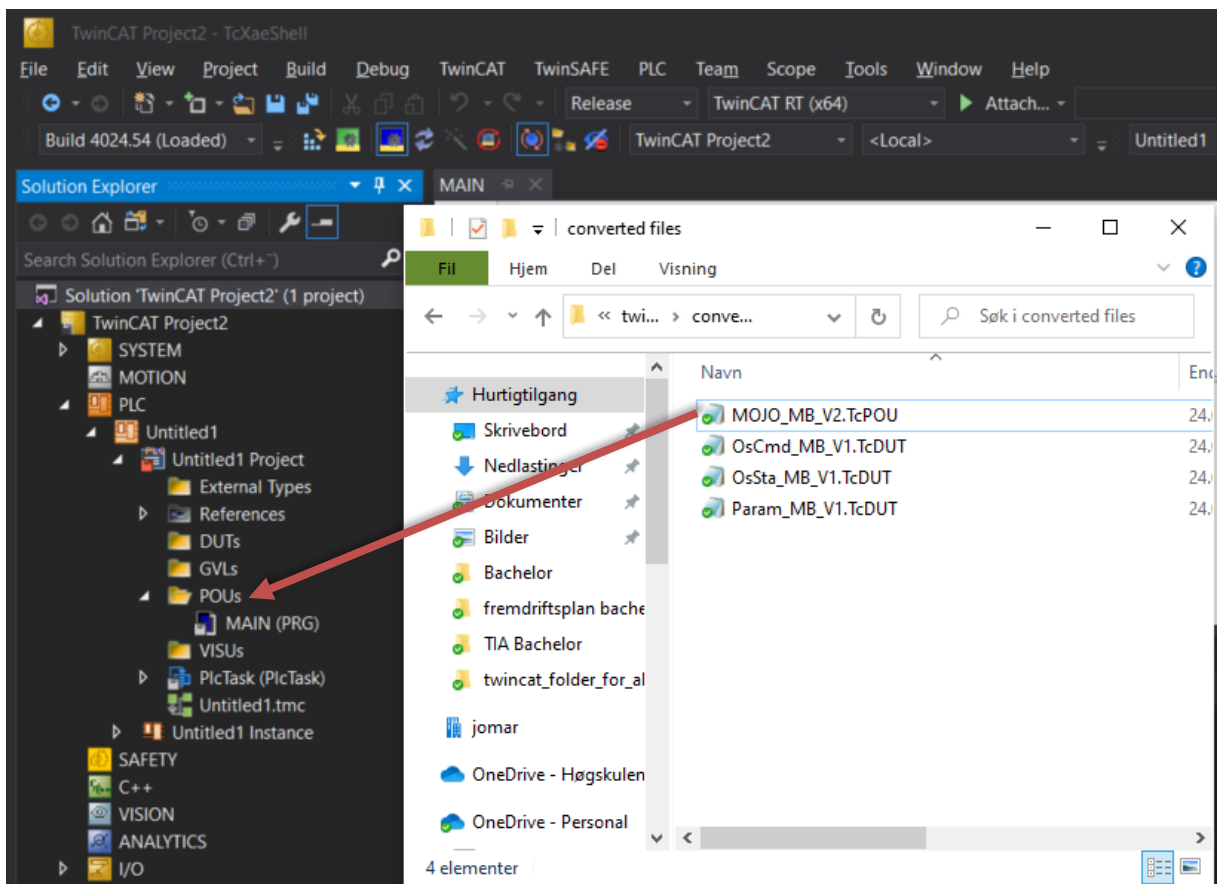 TwinCAT Project2 - TcXaeShell
File Edit View Project Build Debug TwinCAT TwinSAFE PLC Team Scope Tools Window Help
Release TwinCAT RT (x64) Attach...
Build 4024.54 (Loaded) TwinCAT Project2 <Local> Untitled1
Solution Explorer
MAIN
Search Solution Explorer (Ctrl+¨)
Solution 'TwinCAT Project2' (1 project)
TwinCAT Project2
SYSTEM
MOTION
PLC
Untitled1
Untitled1 Project
External Types
References
DUTs
GVLs
POUs
MAIN (PRG)
VISUs
PlcTask (PlcTask)
Untitled1.tmc
Untitled1 Instance
SAFETY
C++
VISION
ANALYTICS
I/O
converted files
Fil Hjem Del Visning
« twi... › conve...
Søk i converted files
Navn
End
Hurtigtilgang
Skrivebord
Nedlastinger
Dokumenter
Bilder
Bachelor
fremdriftsplan bache
TIA Bachelor
twincat_folder_for_al
jomar
OneDrive - Høgskulen
OneDrive - Personal
MOJO_MB_V2.TcPOU 24.
OsCmd_MB_V1.TcDUT 24.
OsSta_MB_V1.TcDUT 24.
Param_MB_V1.TcDUT 24.
4 elementer